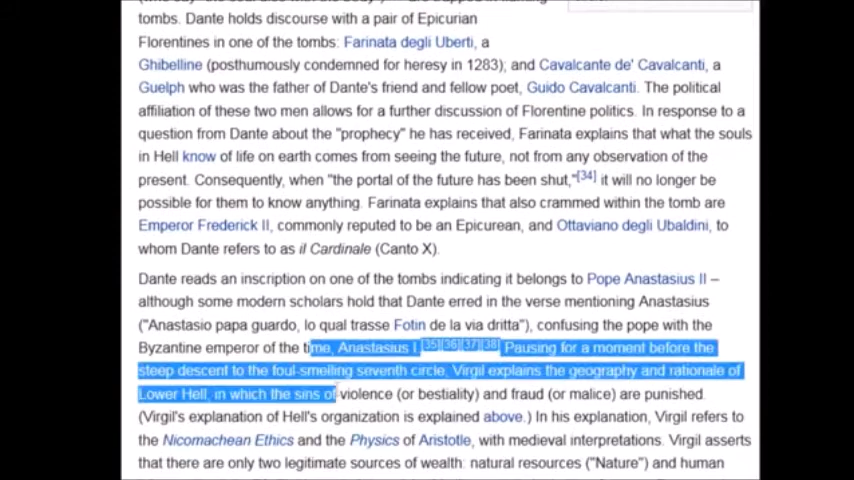 tombs. Dante holds discourse with a pair of Epicurian
Florentines in one of the tombs: Farinata degli Uberti, a
Ghibelline (posthumously condemned for heresy in 1283); and Cavalcante de' Cavalcanti, a
Guelph who was the father of Dante's friend and fellow poet, Guido Cavalcanti. The political
affiliation of these two men allows for a further discussion of Florentine politics. In response to a
question from Dante about the "prophecy" he has received, Farinata explains that what the souls
in Hell know of life on earth comes from seeing the future, not from any observation of the
present. Consequently, when "the portal of the future has been shut,"[34] it will no longer be
possible for them to know anything. Farinata explains that also crammed within the tomb are
Emperor Frederick II, commonly reputed to be an Epicurean, and Ottaviano degli Ubaldini, to
whom Dante refers to as il Cardinale (Canto X).
Dante reads an inscription on one of the tombs indicating it belongs to Pope Anastasius II –
although some modern scholars hold that Dante erred in the verse mentioning Anastasius
("Anastasio papa guardo, lo qual trasse Fotin de la via dritta"), confusing the pope with the
Byzantine emperor of the time, Anastasius I.[35][36][37][38] Pausing for a moment before the
steep descent to the foul-smelling seventh circle, Virgil explains the geography and rationale of
Lower Hell, in which the sins of violence (or bestiality) and fraud (or malice) are punished.
(Virgil's explanation of Hell's organization is explained above.) In his explanation, Virgil refers to
the Nicomachean Ethics and the Physics of Aristotle, with medieval interpretations. Virgil asserts
that there are only two legitimate sources of wealth: natural resources ("Nature") and human